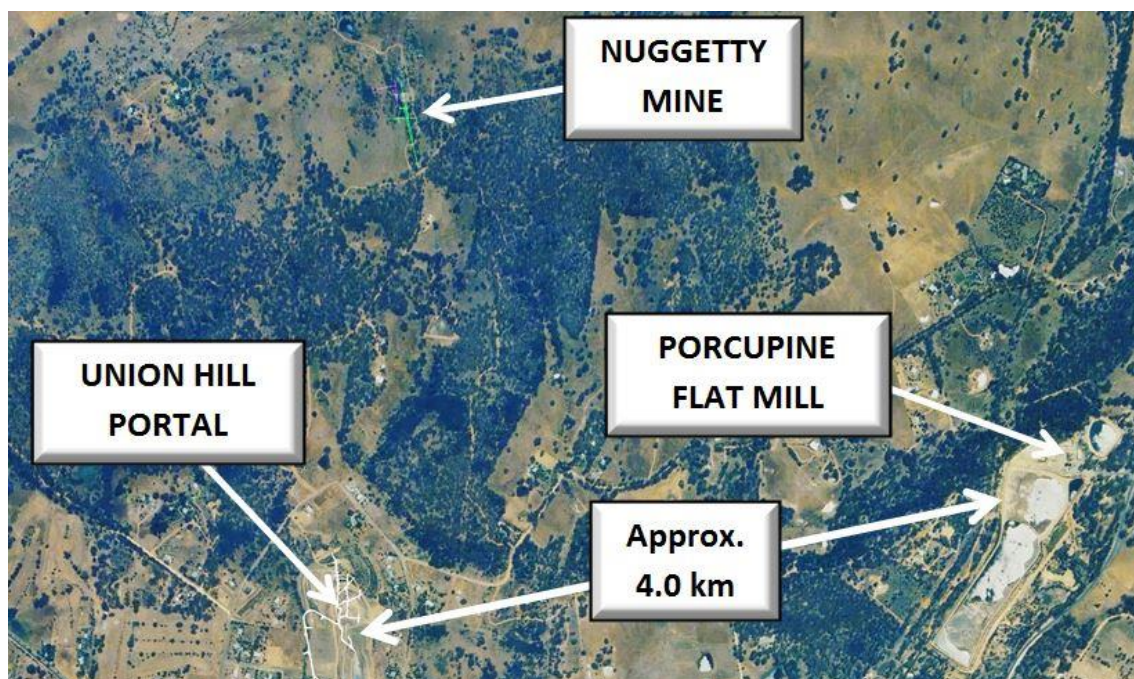 NUGGETTY
MINE
UNION HILL
PORTAL
PORCUPINE
FLAT MILL
Approx.
4.0 km